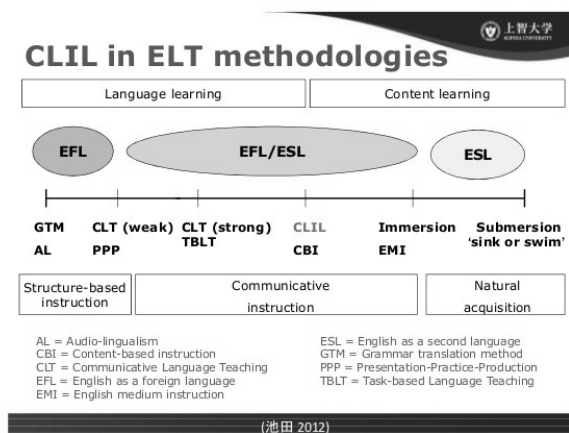 上智大学
SOPHIA UNIVERSITY
CLIL in ELT methodologies
Language learning
Content learning
EFL
EFL/ESL
ESL
GTM
CLT (weak)
CLT (strong)
CLIL
Immersion
Submersion
AL
PPP
TBLT
CBI
EMI
'sink or swim'
Structure-based
instruction
Communicative
instruction
Natural
acquisition
AL = Audio-lingualism
CBI = Content-based instruction
CLT = Communicative Language Teaching
EFL = English as a foreign language
EMI = English medium instruction
ESL = English as a second language
GTM = Grammar translation method
PPP = Presentation-Practice-Production
TBLT = Task-based Language Teaching
(池田 2012)